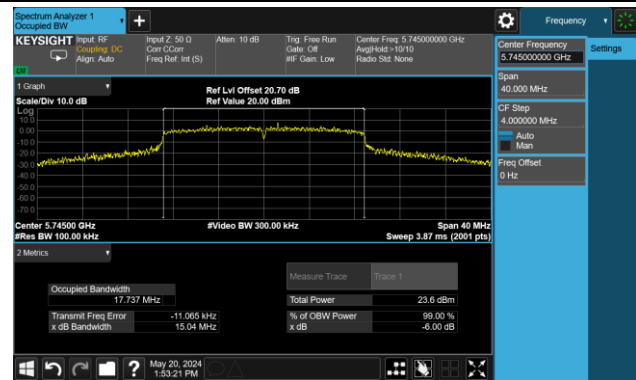 Spectrum Analyzer 1
Occupied BW
+
Frequency
KEYSIGHT
Input: RF
Coupling: DC
Align: Auto
Input Z: 50 Ω
Corr CCorr
Freq Ref: Int (S)
Atten: 10 dB
Trig: Free Run
Gate: Off
#IF Gain: Low
Center Freq: 5.745000000 GHz
Avg|Hold:>10/10
Radio Std: None
LXI
Center Frequency
5.745000000 GHz
Settings
Span
40.000 MHz
CF Step
4.000000 MHz
Auto
Man
Freq Offset
0 Hz
1 Graph
Scale/Div 10.0 dB
Ref Lvl Offset 20.70 dB
Ref Value 20.00 dBm
Log
10.0
0.00
-10.0
-20.0
-30.0
-40.0
-50.0
-60.0
-70.0
Center 5.74500 GHz
#Video BW 300.00 kHz
Span 40 MHz
#Res BW 100.00 kHz
Sweep 3.87 ms (2001 pts)
2 Metrics
Measure Trace
Trace 1
Occupied Bandwidth
17.737 MHz
Total Power
23.6 dBm
Transmit Freq Error
-11.065 kHz
% of OBW Power
99.00 %
x dB Bandwidth
15.04 MHz
x dB
-6.00 dB
?
May 20, 2024
1:53:21 PM